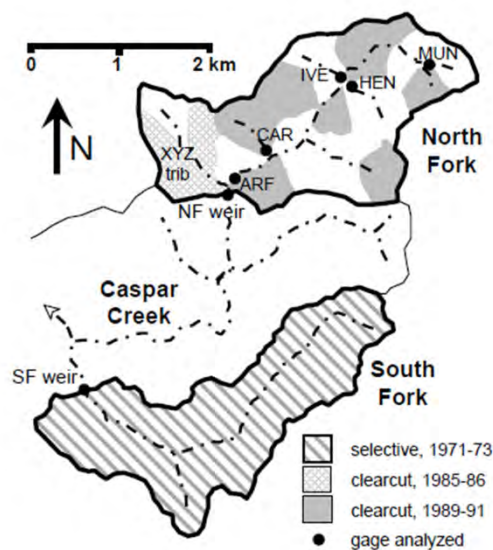 0 1 2 km
N
MUN
IVE
HEN
CAR
North
Fork
XYZ
trib
ARF
NF weir
Caspar
Creek
SF weir
South
Fork
selective, 1971-73
clearcut, 1985-86
clearcut, 1989-91
gage analyzed